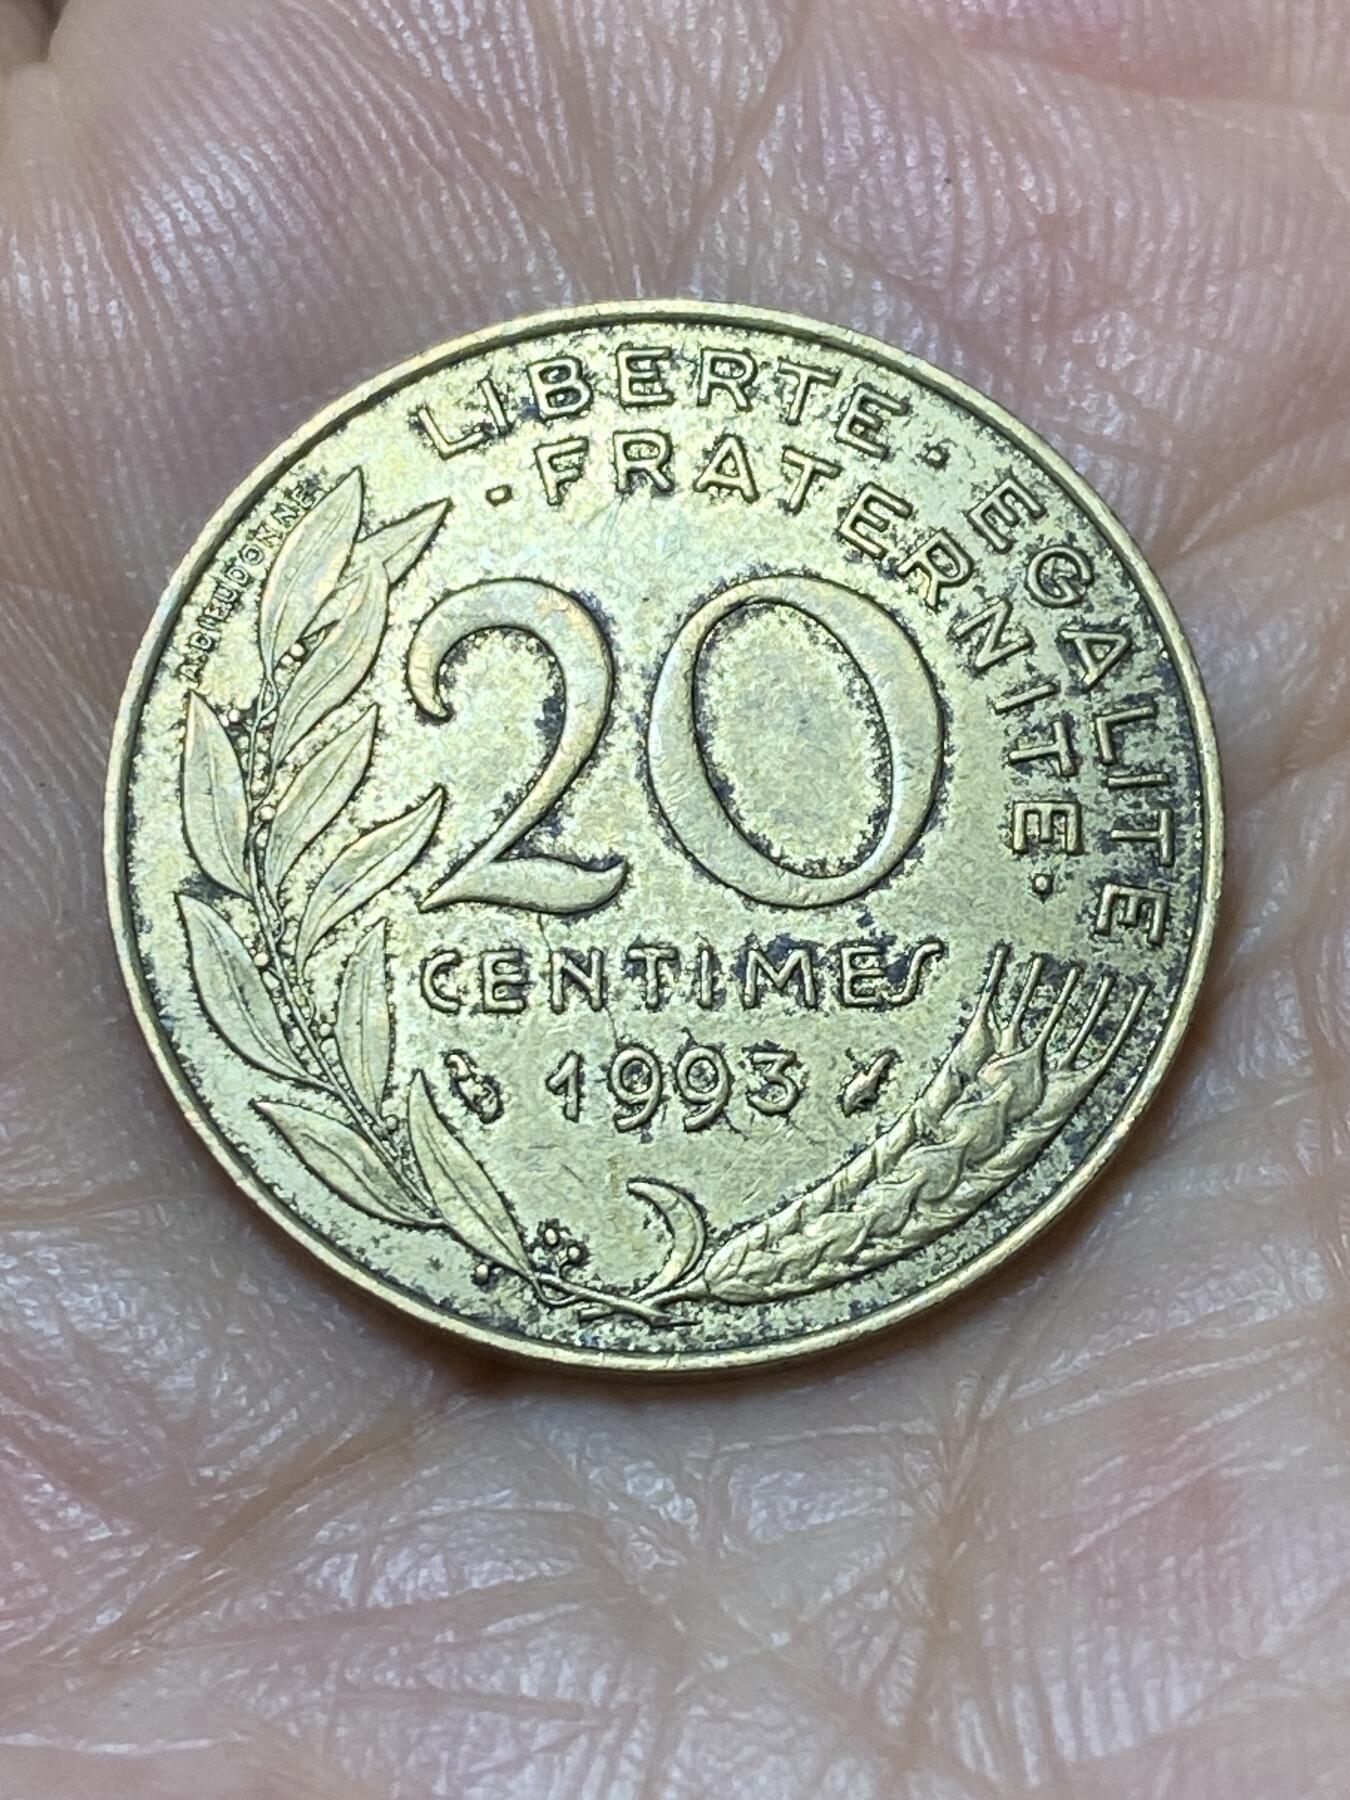 LIBERTE · EGALITE
· FRATERNITE ·
A.DIEUDONNE.
20
CENTIMES
1993